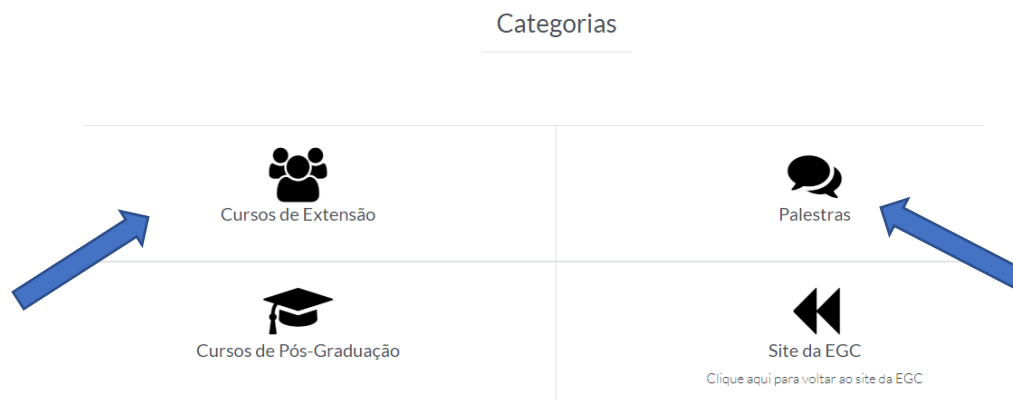 Categorias
Cursos de Extensão
Palestras
Cursos de Pós-Graduação
Site da EGC
Clique aqui para voltar ao site da EGC